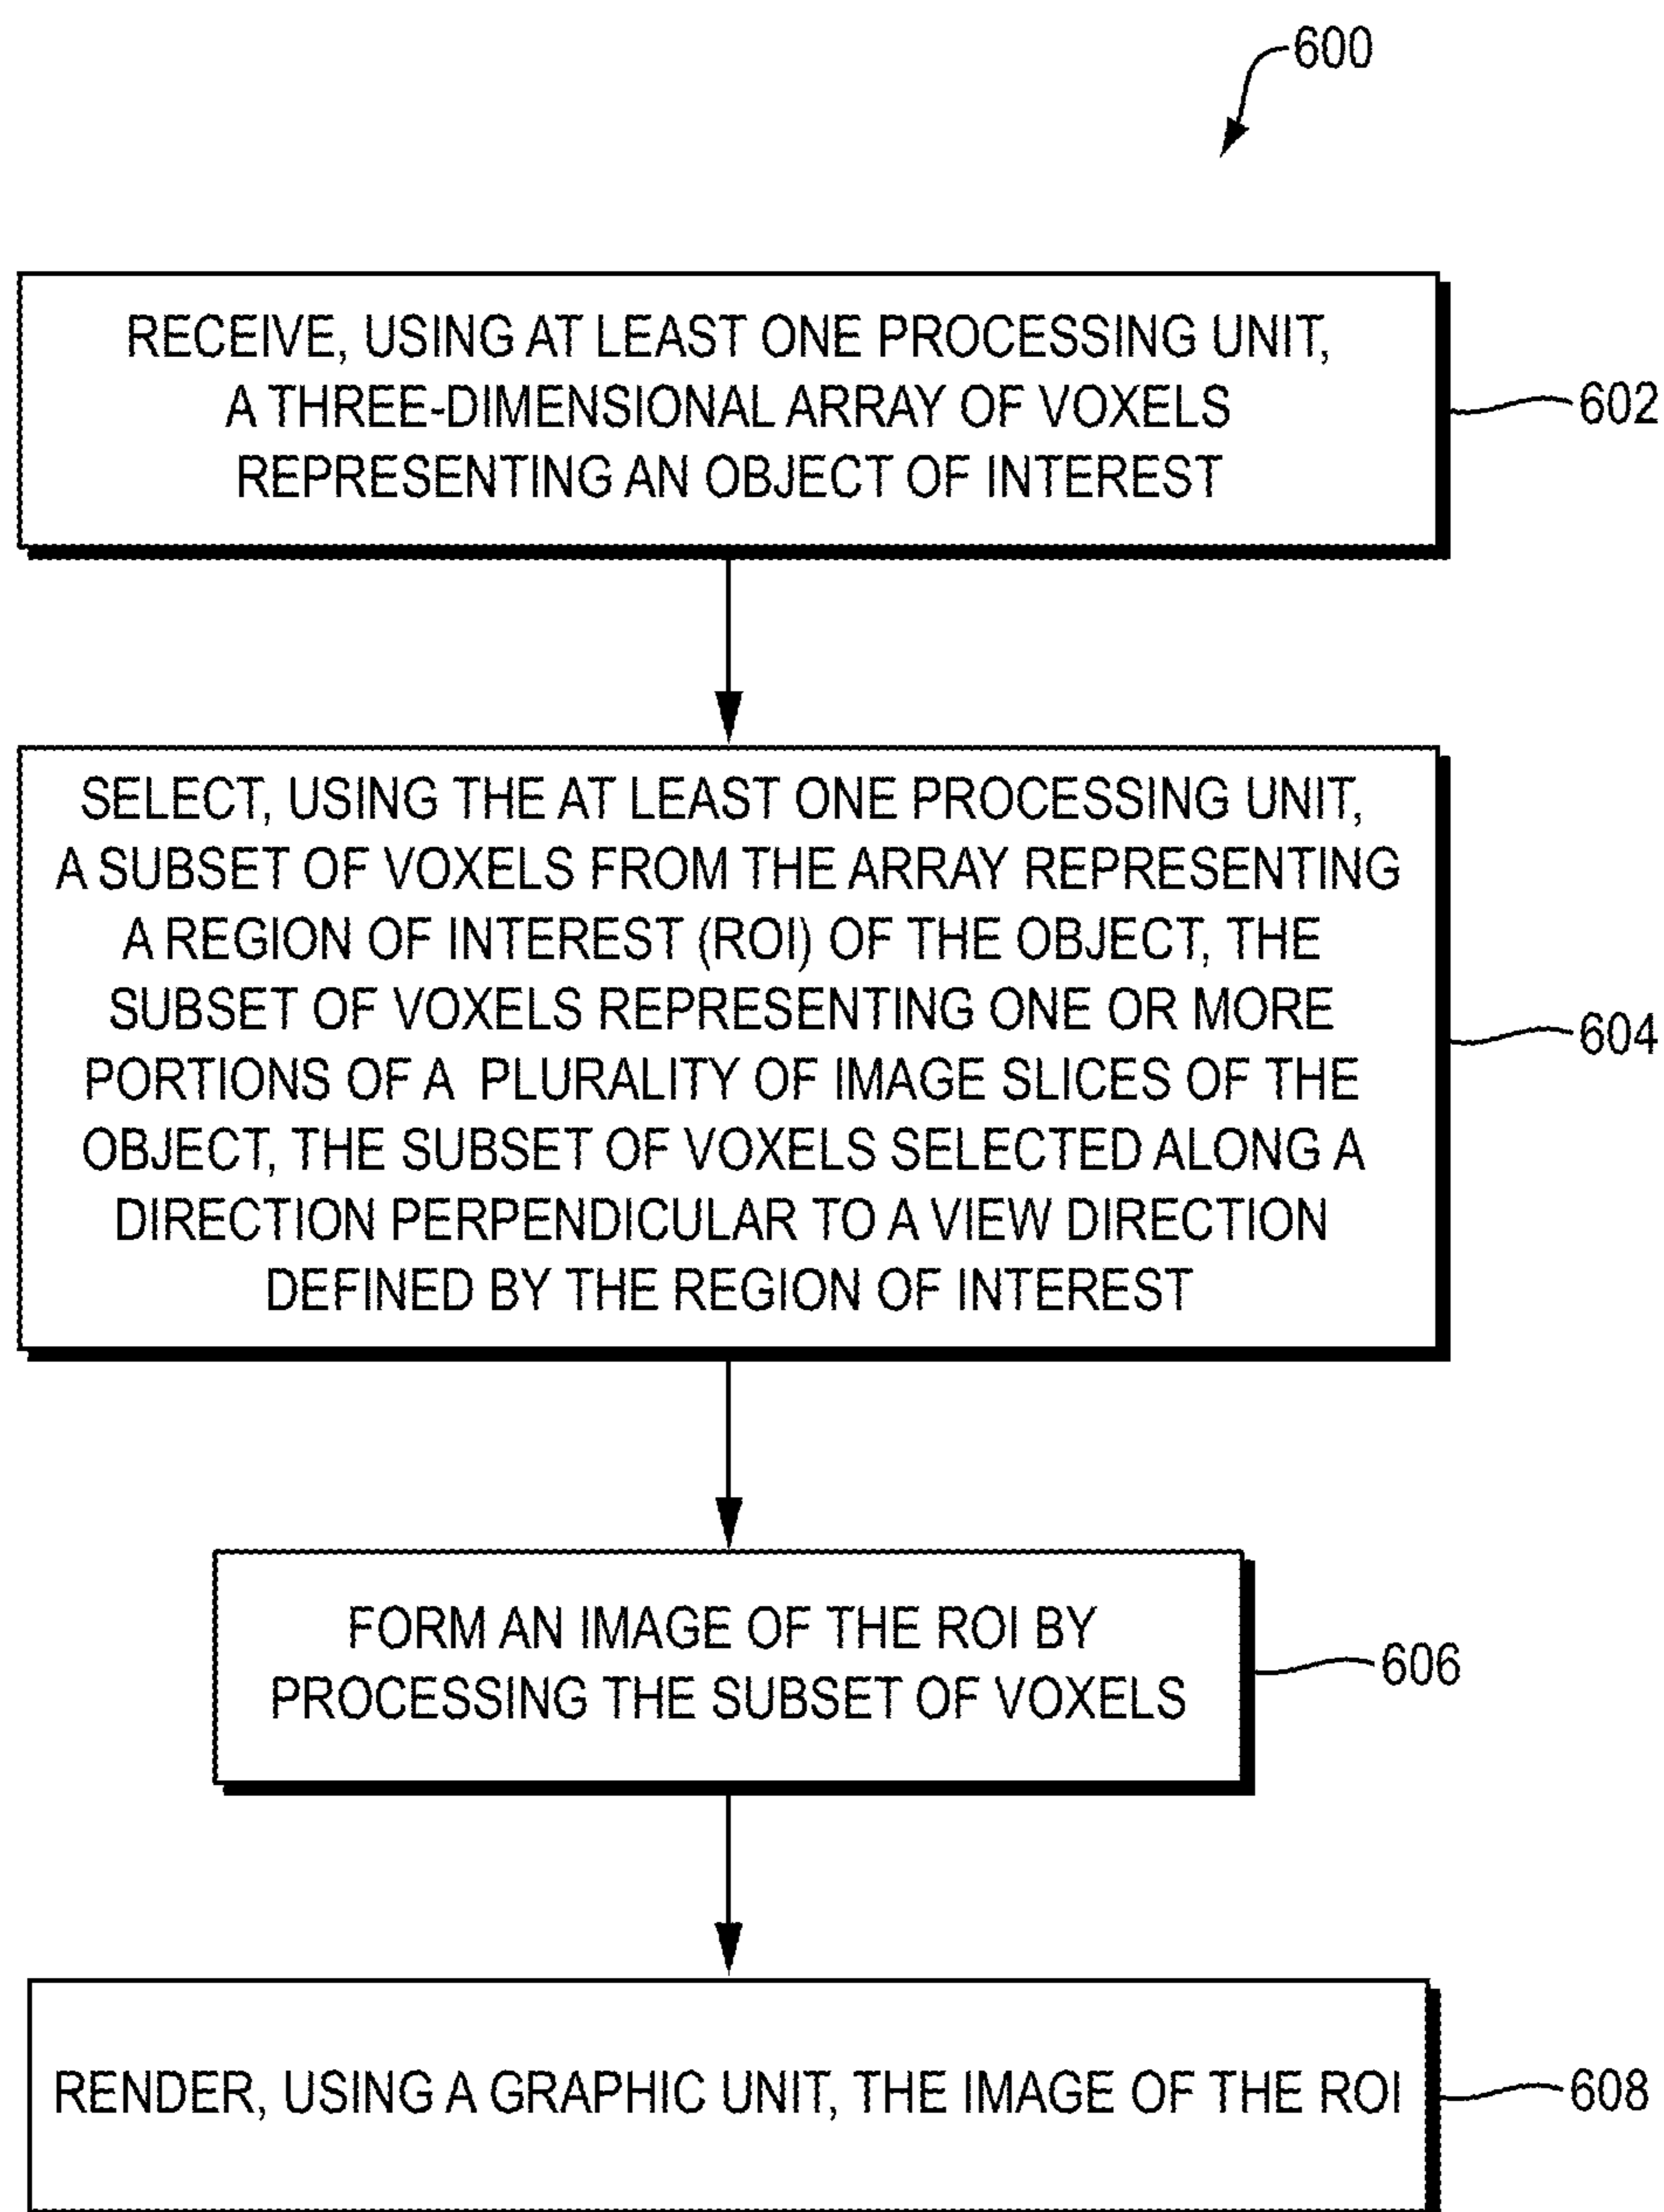 600
RECEIVE, USING AT LEAST ONE PROCESSING UNIT,
A THREE-DIMENSIONAL ARRAY OF VOXELS
REPRESENTING AN OBJECT OF INTEREST
602
SELECT, USING THE AT LEAST ONE PROCESSING UNIT,
A SUBSET OF VOXELS FROM THE ARRAY REPRESENTING
A REGION OF INTEREST (ROI) OF THE OBJECT, THE
SUBSET OF VOXELS REPRESENTING ONE OR MORE
PORTIONS OF A PLURALITY OF IMAGE SLICES OF THE
OBJECT, THE SUBSET OF VOXELS SELECTED ALONG A
DIRECTION PERPENDICULAR TO A VIEW DIRECTION
DEFINED BY THE REGION OF INTEREST
604
FORM AN IMAGE OF THE ROI BY
PROCESSING THE SUBSET OF VOXELS
606
RENDER, USING A GRAPHIC UNIT, THE IMAGE OF THE ROI
608